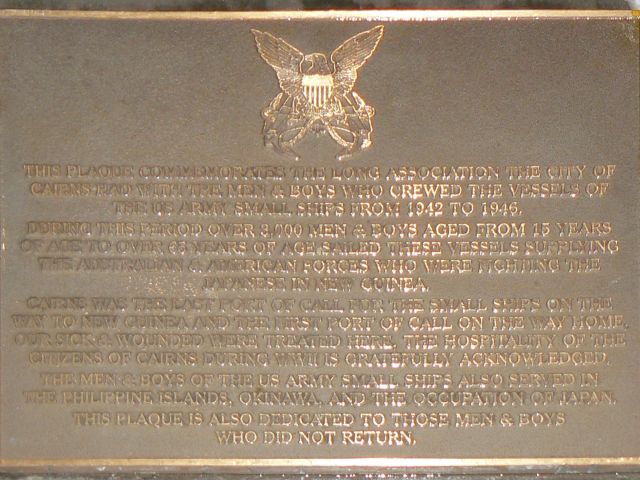 THIS PLAQUE COMMEMORATES THE LONG ASSOCIATION THE CITY OF
CAIRNS HAD WITH THE MEN & BOYS WHO CREWED THE VESSELS OF
THE US ARMY SMALL SHIPS FROM 1942 TO 1946.
DURING THIS PERIOD OVER 3,000 MEN & BOYS AGED FROM 15 YEARS
OF AGE TO OVER 65 YEARS OF AGE SAILED THESE VESSELS SUPPLYING
THE AUSTRALIAN & AMERICAN FORCES WHO WERE FIGHTING THE
JAPANESE IN NEW GUINEA.
CAIRNS WAS THE LAST PORT OF CALL FOR THE SMALL SHIPS ON THE
WAY TO NEW GUINEA AND THE FIRST PORT OF CALL ON THE WAY HOME.
OUR SICK & WOUNDED WERE TREATED HERE. THE HOSPITALITY OF THE
CITIZENS OF CAIRNS DURING WWII IS GRATEFULLY ACKNOWLEDGED.
THE MEN & BOYS OF THE US ARMY SMALL SHIPS ALSO SERVED IN
THE PHILIPPINE ISLANDS, OKINAWA, AND THE OCCUPATION OF JAPAN.
THIS PLAQUE IS ALSO DEDICATED TO THOSE MEN & BOYS
WHO DID NOT RETURN.